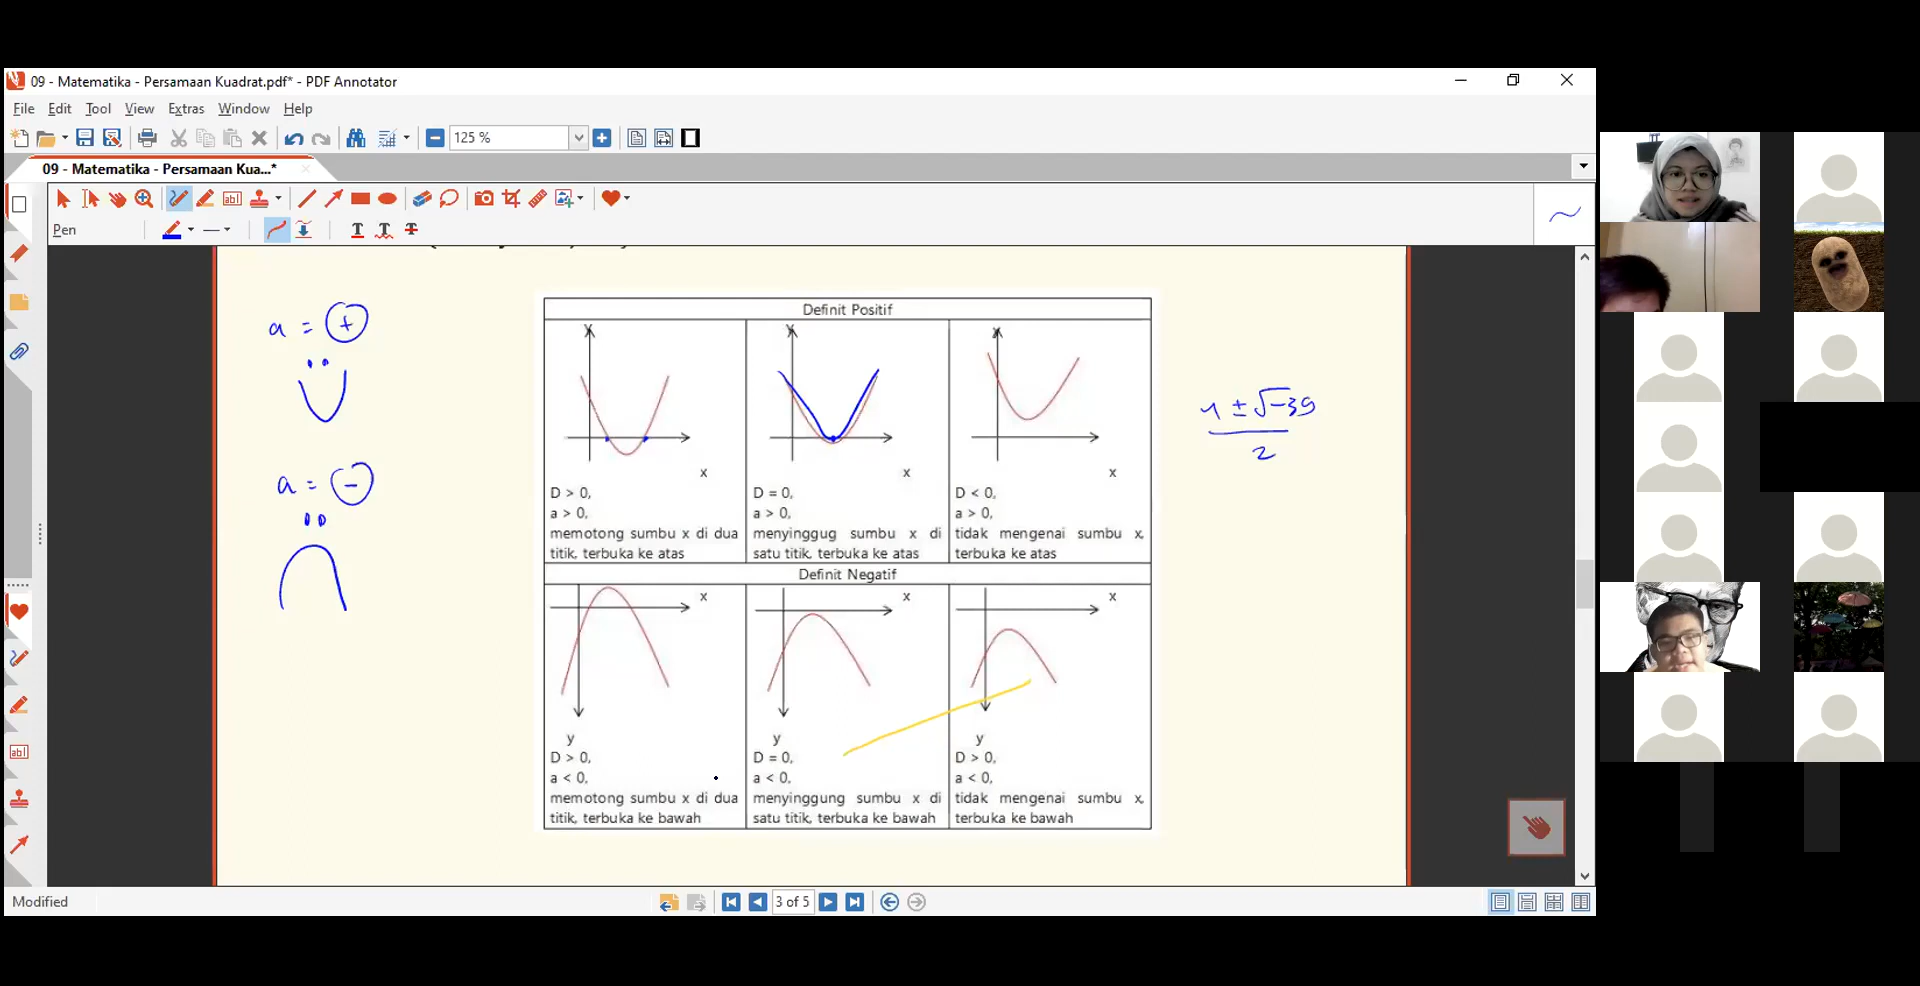 09 - Matematika - Persamaan Kuadrat.pdf* - PDF Annotator
File Edit Tool View Extras Window Help
125 %
09 - Matematika - Persamaan Kua...*
abl
Pen
T T T
a = +
a = -
Definit Positif
y
x
D > 0,
a > 0,
memotong sumbu x di dua
titik, terbuka ke atas
y
x
D = 0,
a > 0,
menyinggug sumbu x di
satu titik, terbuka ke atas
x
D < 0,
a > 0,
tidak mengenai sumbu x,
terbuka ke atas
Definit Negatif
x
y
D > 0,
a < 0,
memotong sumbu x di dua
titik, terbuka ke bawah
x
y
D = 0,
a < 0,
menyinggung sumbu x di
satu titik, terbuka ke bawah
x
y
D > 0,
a < 0,
tidak mengenai sumbu x,
terbuka ke bawah
± √-39
2
abl
Modified
3 of 5